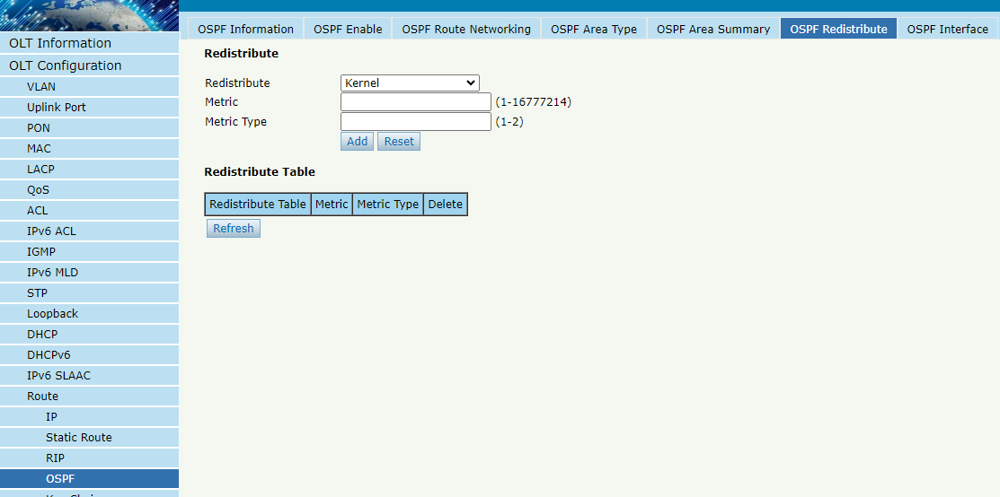 OSPF Information OSPF Enable OSPF Route Networking OSPF Area Type OSPF Area Summary OSPF Redistribute OSPF Interface
OLT Information
OLT Configuration
VLAN
Uplink Port
PON
MAC
LACP
QoS
ACL
IPv6 ACL
IGMP
IPv6 MLD
STP
Loopback
DHCP
DHCPv6
IPv6 SLAAC
Route
IP
Static Route
RIP
OSPF
Redistribute
Redistribute Kernel
Metric (1-16777214)
Metric Type (1-2)
Add Reset
Redistribute Table
Redistribute Table Metric Metric Type Delete
Refresh